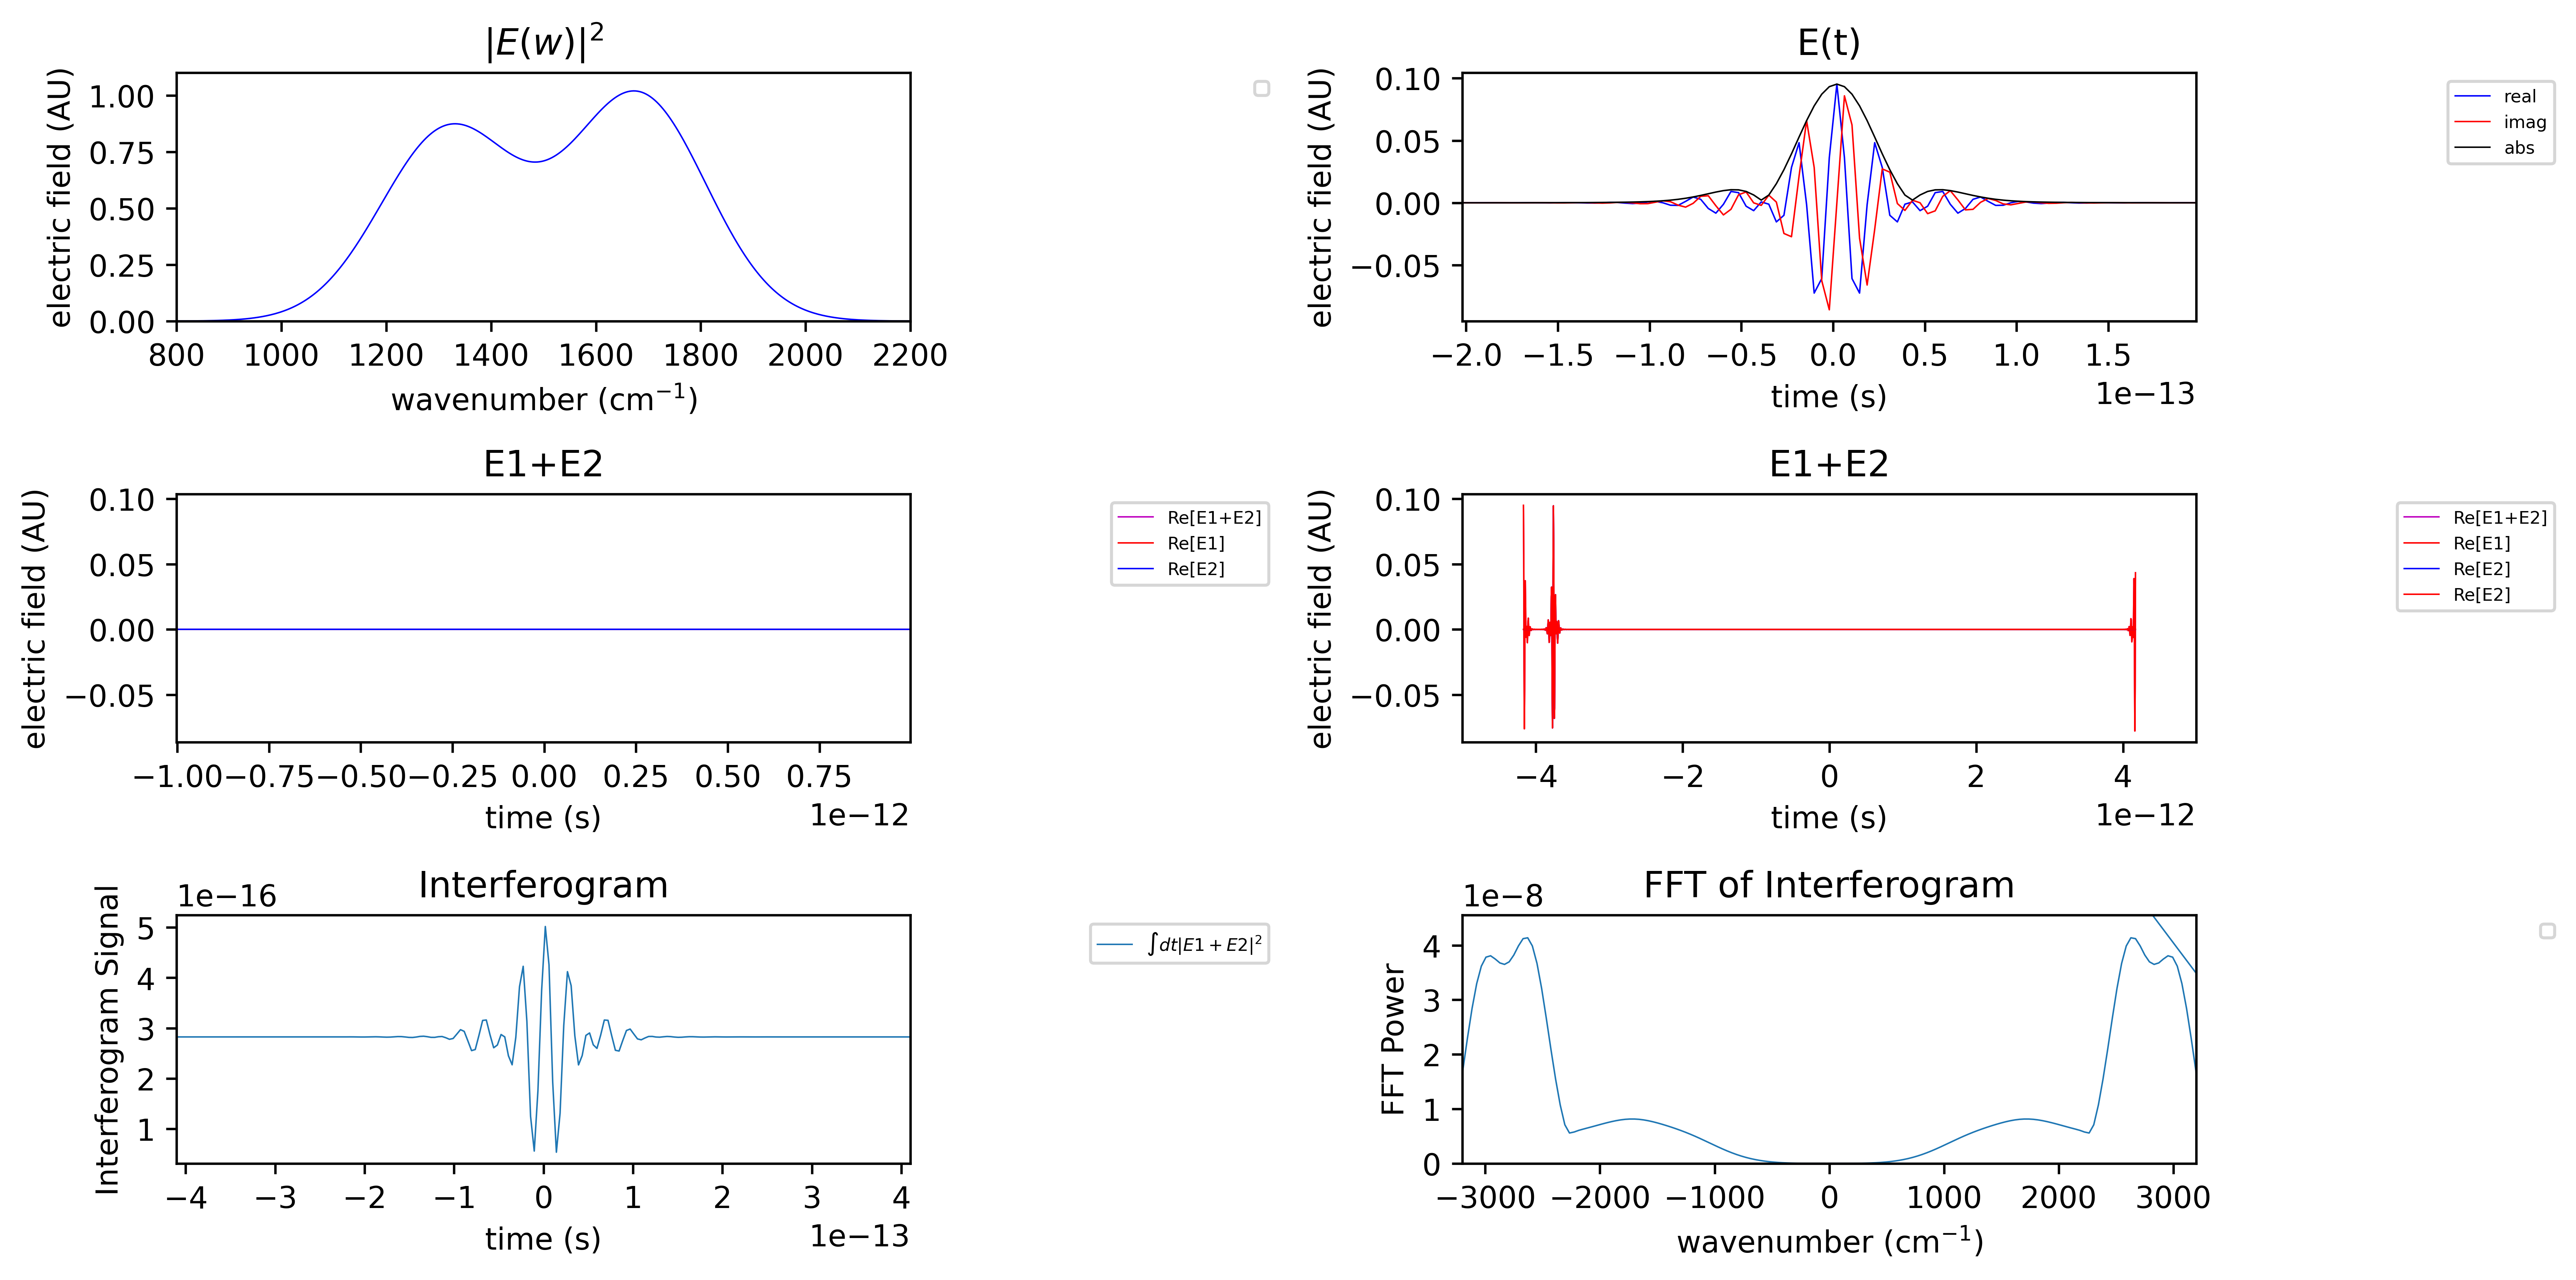 |E(w)|²
electric field (AU)
1.00
0.75
0.50
0.25
0.00
800 1000 1200 1400 1600 1800 2000 2200
wavenumber (cm⁻¹)
E(t)
electric field (AU)
0.10
0.05
0.00
−0.05
−2.0 −1.5 −1.0 −0.5 0.0 0.5 1.0 1.5
1e−13
time (s)
real
imag
abs
E1+E2
electric field (AU)
0.10
0.05
0.00
−0.05
−1.00 −0.75 −0.50 −0.25 0.00 0.25 0.50 0.75
1e−12
time (s)
Re[E1+E2]
Re[E1]
Re[E2]
E1+E2
electric field (AU)
0.10
0.05
0.00
−0.05
−4 −2 0 2 4
1e−12
time (s)
Re[E1+E2]
Re[E1]
Re[E2]
Re[E2]
Interferogram
1e−16
Interferogram Signal
5
4
3
2
1
−4 −3 −2 −1 0 1 2 3 4
1e−13
time (s)
∫dt|E1 + E2|²
FFT of Interferogram
1e−8
FFT Power
4
3
2
1
0
−3000 −2000 −1000 0 1000 2000 3000
wavenumber (cm⁻¹)